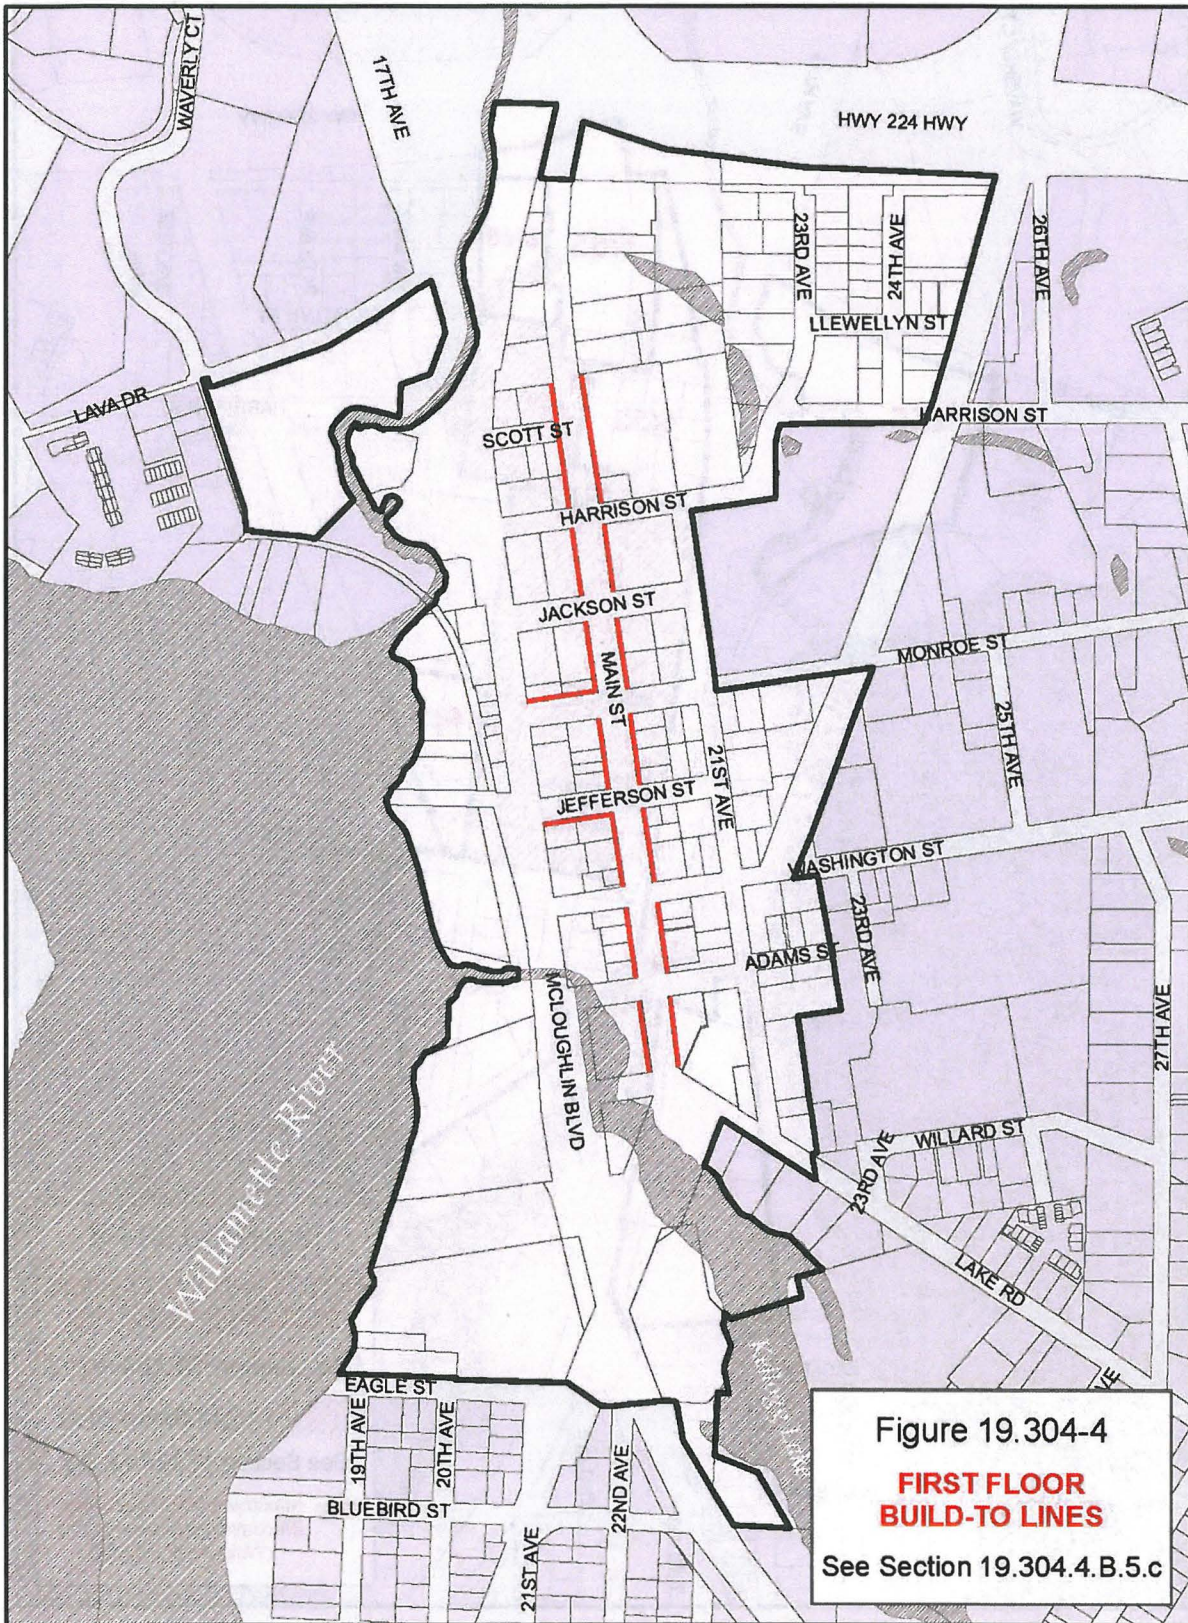 WAVERLY CT
17TH AVE
HWY 224 HWY
23RD AVE
24TH AVE
26TH AVE
LLEWELLYN ST
LAVA DR
SCOTT ST
HARRISON ST
HARRISON ST
JACKSON ST
MAIN ST
MONROE ST
25TH AVE
21ST AVE
JEFFERSON ST
WASHINGTON ST
23RD AVE
ADAMS ST
MCLOUGHLIN BLVD
27TH AVE
Willamette River
WILLARD ST
23RD AVE
LAKE RD
Kellogg Lake
AVE
EAGLE ST
19TH AVE
20TH AVE
22ND AVE
BLUEBIRD ST
21ST AVE
Figure 19.304-4
FIRST FLOOR
BUILD-TO LINES
See Section 19.304.4.B.5.c